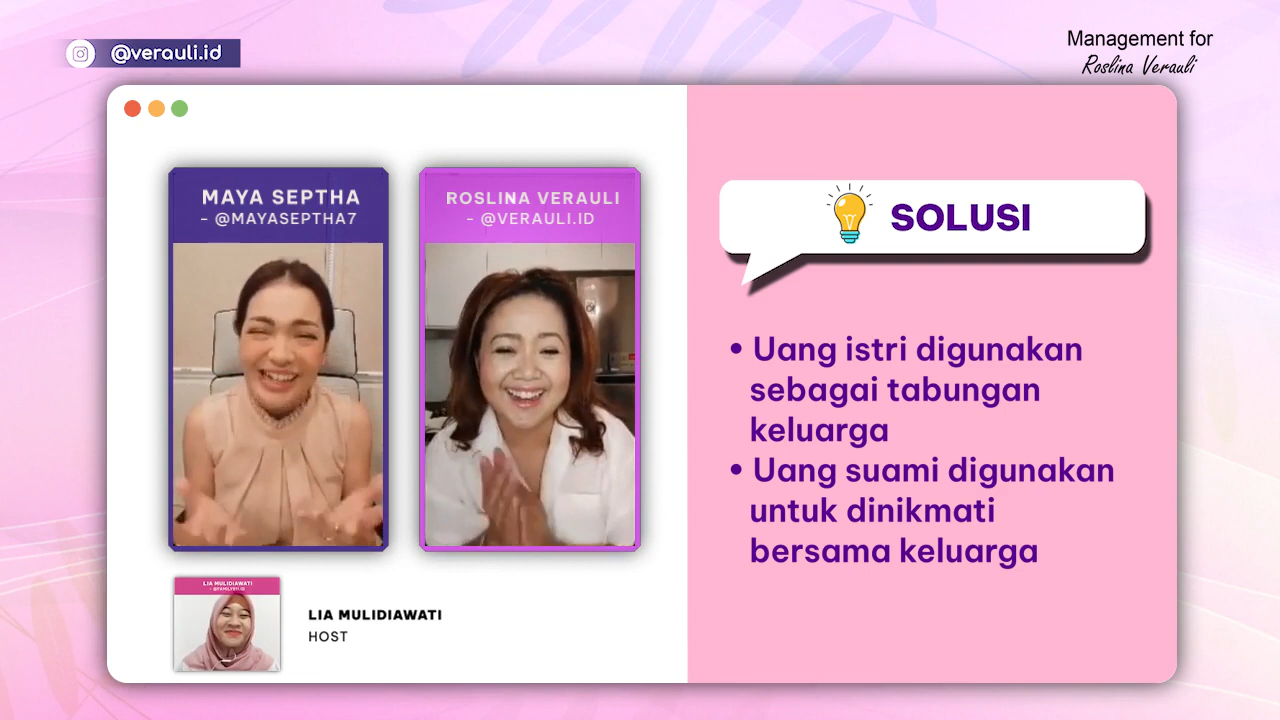 @verauli.id
Management for
Roslina Verauli
MAYA SEPTHA
- @MAYASEPTHA7
ROSLINA VERAULI
- @VERAULI.ID
SOLUSI
• Uang istri digunakan
sebagai tabungan
keluarga
• Uang suami digunakan
untuk dinikmati
bersama keluarga
LIA MULIDIAWATI
LIA MULIDIAWATI
HOST